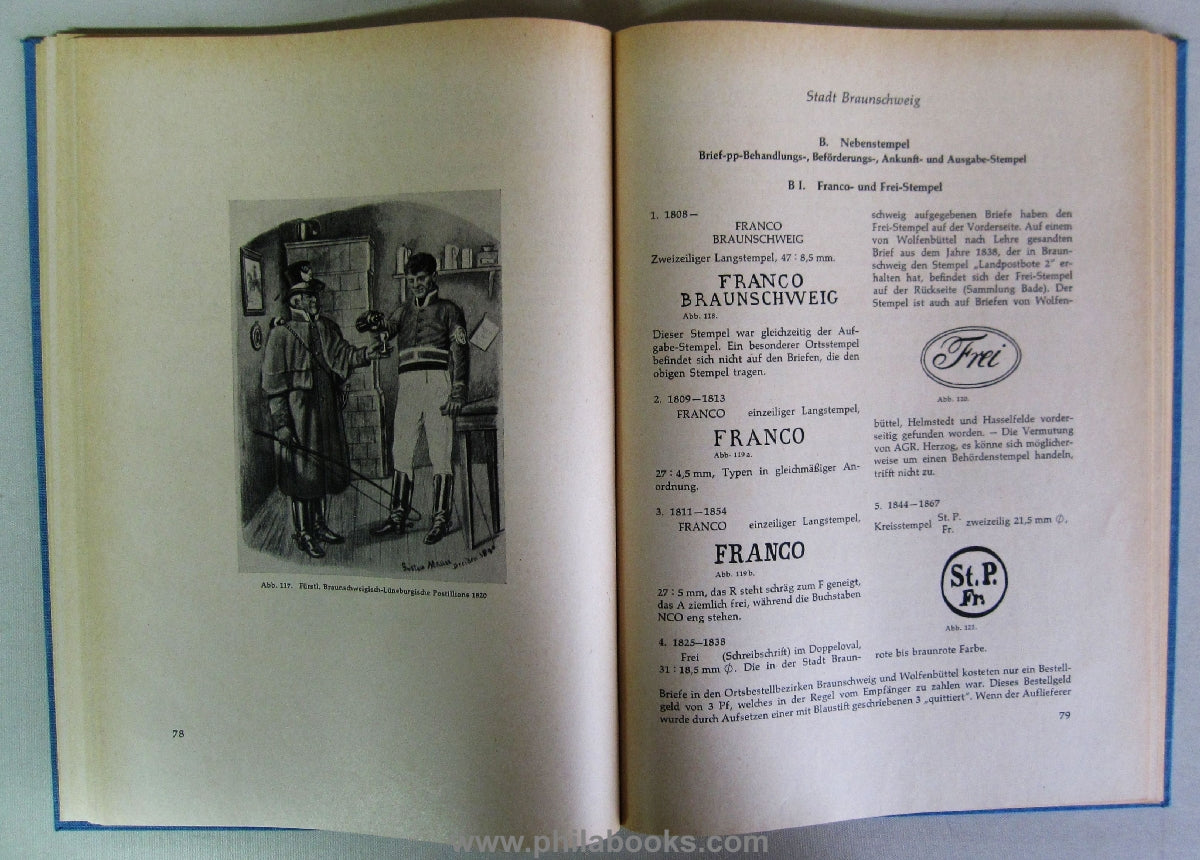 Gustav
Abb. 117. Fürstl. Braunschweigisch-Lüneburgische Postillione 1820
78
Stadt Braunschweig
B. Nebenstempel
Brief-pp-Behandlungs-, Beförderungs-, Ankunft- und Ausgabe-Stempel
B I. Franco- und Frei-Stempel
1. 1808—
FRANCO
BRAUNSCHWEIG
Zweizeiliger Langstempel, 47 : 8,5 mm.
FRANCO
BRAUNSCHWEIG
Abb. 118.
Dieser Stempel war gleichzeitig der Auf-
gabe-Stempel. Ein besonderer Ortsstempel
befindet sich nicht auf den Briefen, die den
obigen Stempel tragen.
2. 1809—1813
FRANCO einzeiliger Langstempel,
FRANCO
Abb. 119a.
27 : 4,5 mm, Typen in gleichmäßiger An-
ordnung.
3. 1811—1854
FRANCO einzeiliger Langstempel,
FRANCO
Abb. 119b.
27 : 5 mm, das R steht schräg zum F geneigt,
das A ziemlich frei, während die Buchstaben
NCO eng stehen.
4. 1825—1838
Frei (Schreibschrift) im Doppeloval,
31 : 18,5 mm ∅. Die in der Stadt Braun-
schweig aufgegebenen Briefe haben den
Frei-Stempel auf der Vorderseite. Auf einem
von Wolfenbüttel nach Lehre gesandten
Brief aus dem Jahre 1838, der in Braun-
schweig den Stempel „Landpostbote 2" er-
halten hat, befindet sich der Frei-Stempel
auf der Rückseite (Sammlung Bade). Der
Stempel ist auch auf Briefen von Wolfen-
Frei
Abb. 120.
büttel, Helmstedt und Hasselfelde vorder-
seitig gefunden worden. — Die Vermutung
von AGR. Herzog, es könne sich möglicher-
weise um einen Behördenstempel handeln,
trifft nicht zu.
5. 1844—1867
Kreisstempel St. P. zweizeilig 21,5 mm ∅,
Fr.
St. P.
Fr.
Abb. 121.
rote bis braunrote Farbe.
Briefe in den Ortsbestellbezirken Braunschweig und Wolfenbüttel kosteten nur ein Bestell-
geld von 3 Pf, welches in der Regel vom Empfänger zu zahlen war. Dieses Bestellgeld
wurde durch Aufsetzen einer mit Blaustift geschriebenen 3 „quittiert". Wenn der Auflieferer
79
www.philabooks.com